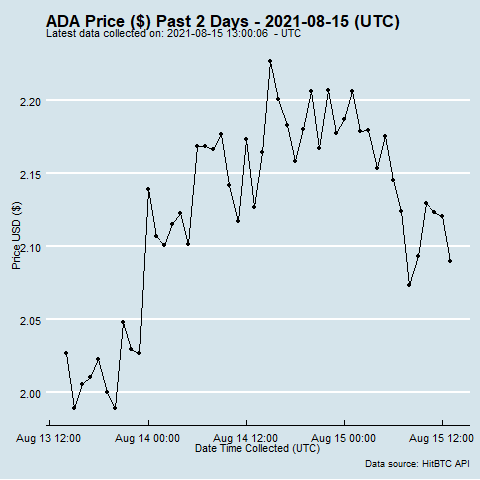 ADA Price ($) Past 2 Days - 2021-08-15 (UTC)
Latest data collected on: 2021-08-15 13:00:06 - UTC
2.20
2.15
2.10
2.05
2.00
Price USD ($)
Aug 13 12:00 Aug 14 00:00 Aug 14 12:00 Aug 15 00:00 Aug 15 12:00
Date Time Collected (UTC)
Data source: HitBTC API